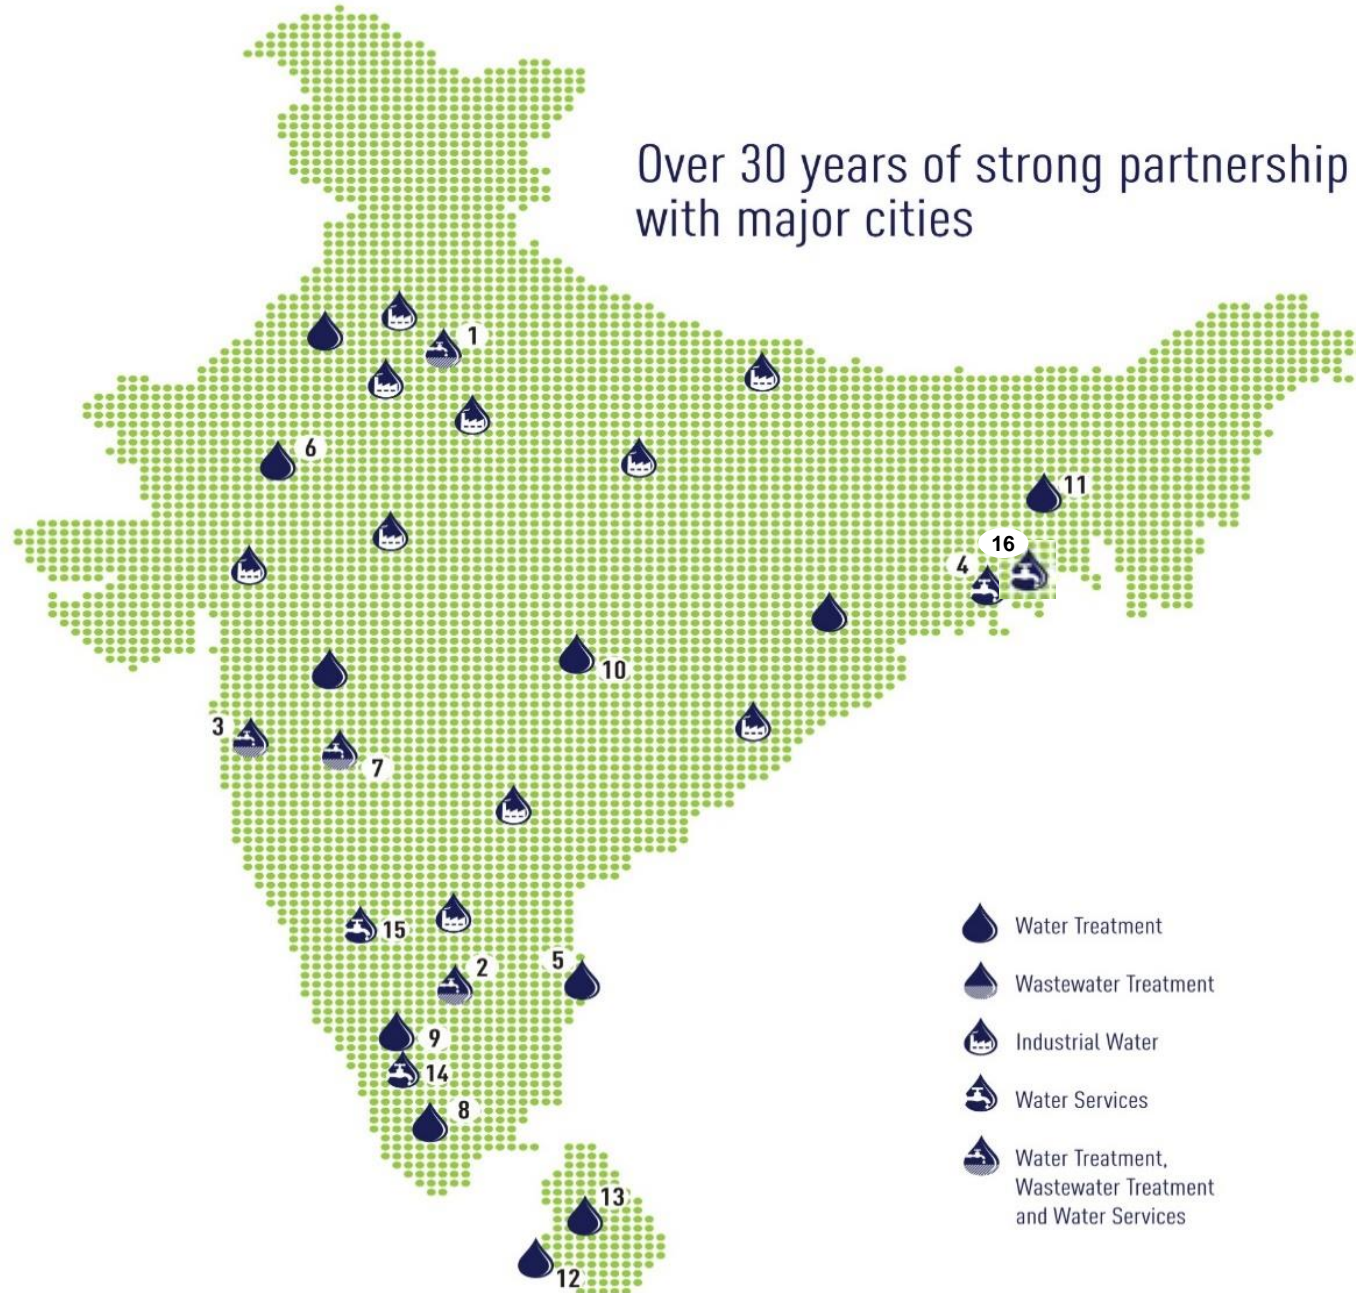 Over 30 years of strong partnership
with major cities
1
6
11
16
4
10
3
7
15
2
5
9
14
8
13
12
Water Treatment
Wastewater Treatment
Industrial Water
Water Services
Water Treatment,
Wastewater Treatment
and Water Services